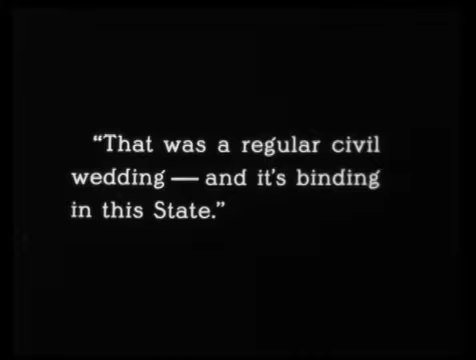 “That was a regular civil
wedding — and it's binding
in this State.”